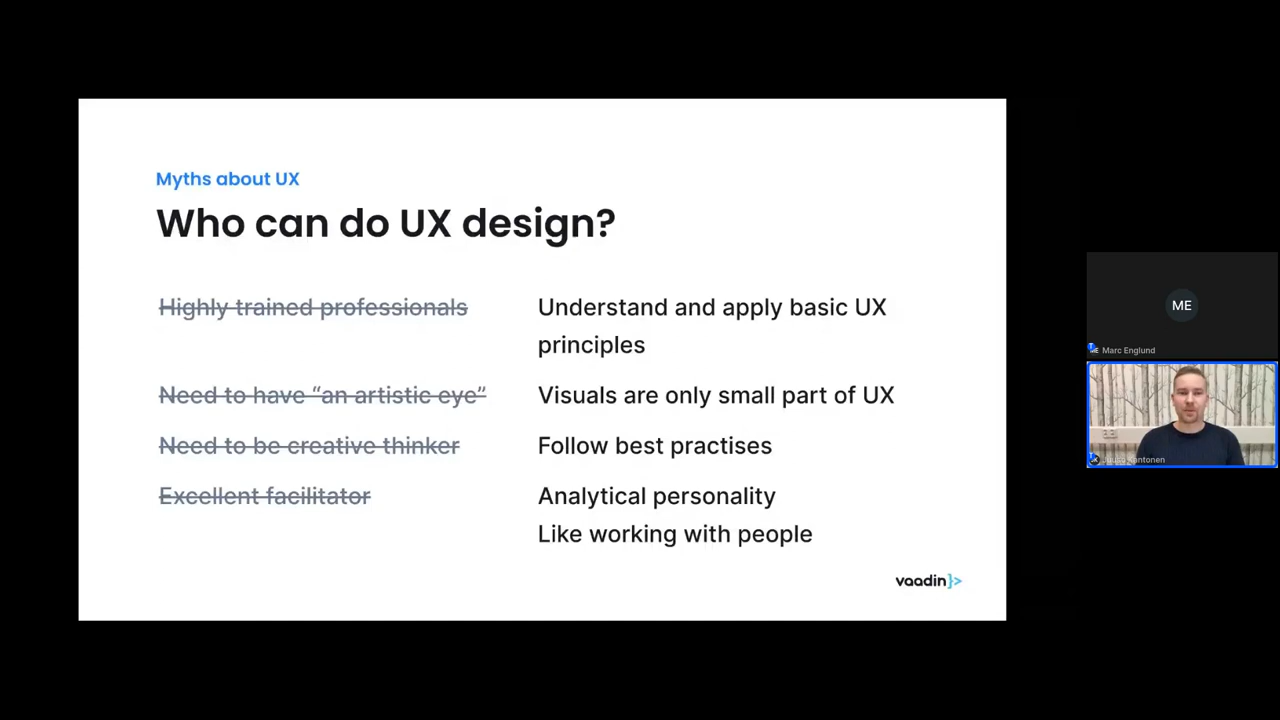 Myths about UX
Who can do UX design?
Highly trained professionals
Understand and apply basic UX
principles
Need to have “an artistic eye”
Visuals are only small part of UX
Need to be creative thinker
Follow best practises
Excellent facilitator
Analytical personality
Like working with people
vaadin}>
ME
Marc Englund